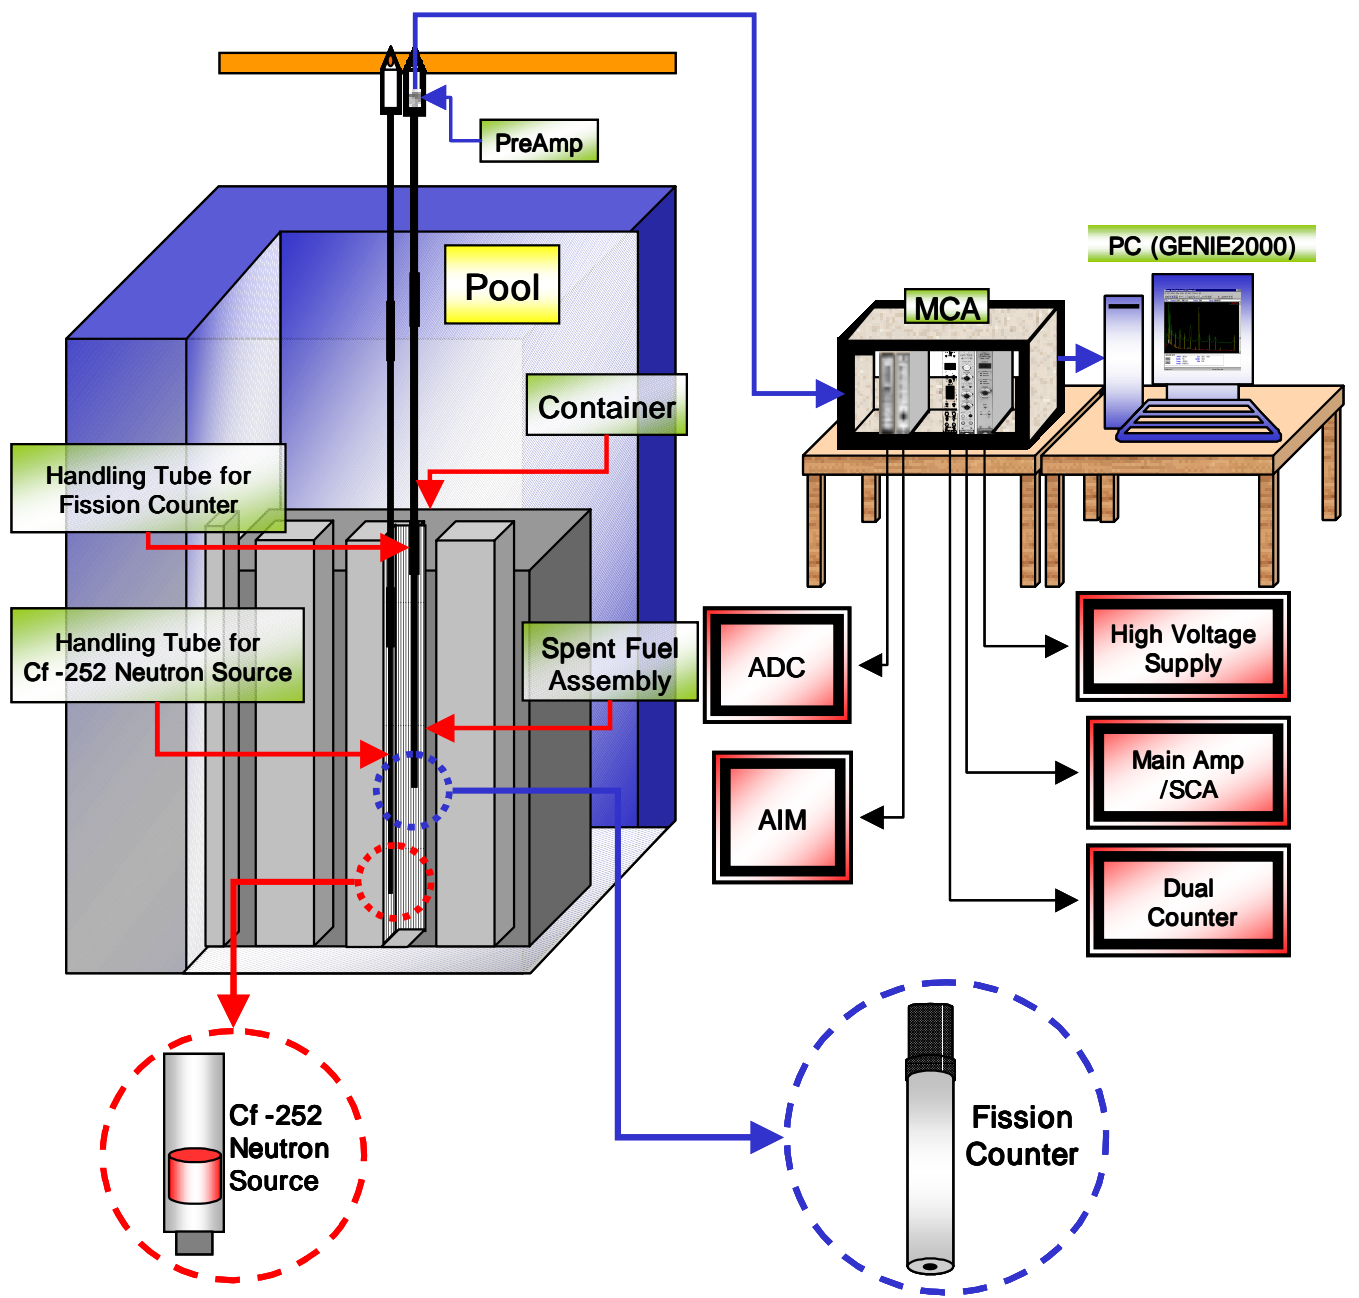 PreAmp
Pool
PC (GENIE2000)
MCA
Container
Handling Tube for
Fission Counter
Handling Tube for
Cf -252 Neutron Source
Spent Fuel
Assembly
ADC
AIM
High Voltage
Supply
Main Amp
/SCA
Dual
Counter
Cf -252
Neutron
Source
Fission
Counter